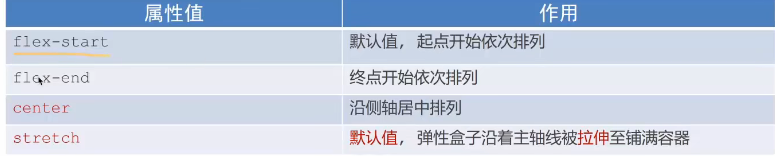 属性值 作用
flex-start 默认值, 起点开始依次排列
flex-end 终点开始依次排列
center 沿侧轴居中排列
stretch 默认值, 弹性盒子沿着主轴线被拉伸至铺满容器